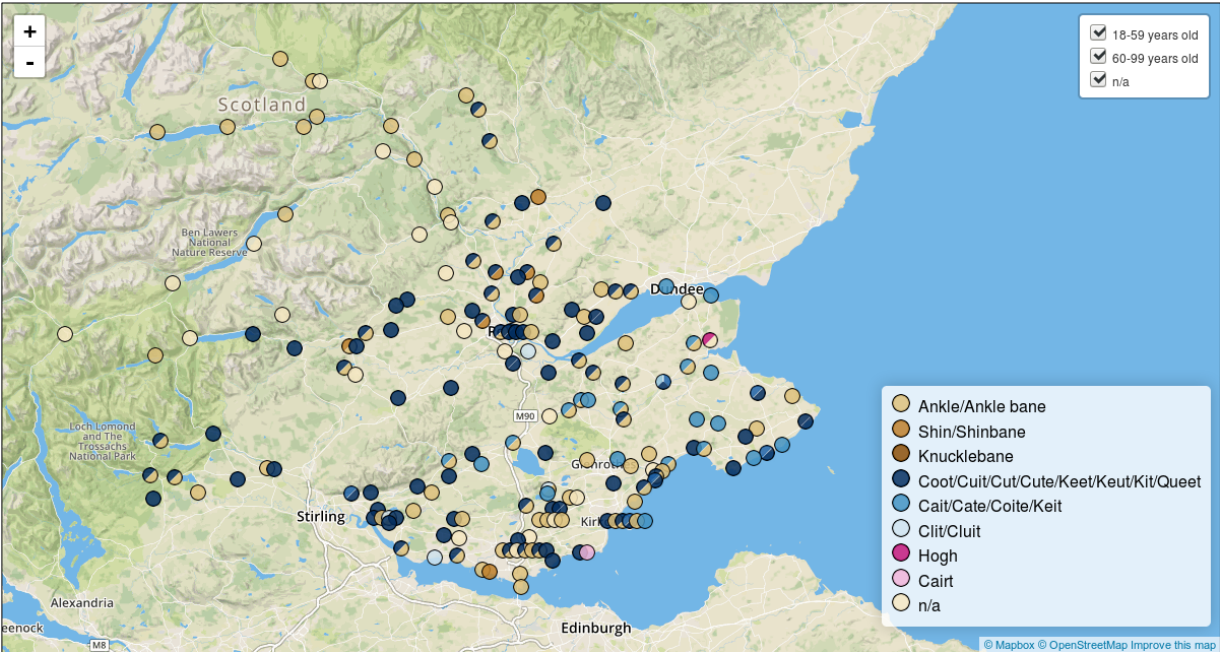 +
-
18-59 years old
60-99 years old
n/a
Scotland
Ben Lawers
National
Nature Reserve
Dundee
M90
Loch Lomond
and The
Trossachs
National Park
Stirling
Alexandria
Edinburgh
M8
Ankle/Ankle bane
Shin/Shinbane
Knucklebane
Coot/Cuit/Cut/Cute/Keet/Keut/Kit/Queet
Cait/Cate/Coite/Keit
Clit/Cluit
Hogh
Cairt
n/a
© Mapbox © OpenStreetMap Improve this map